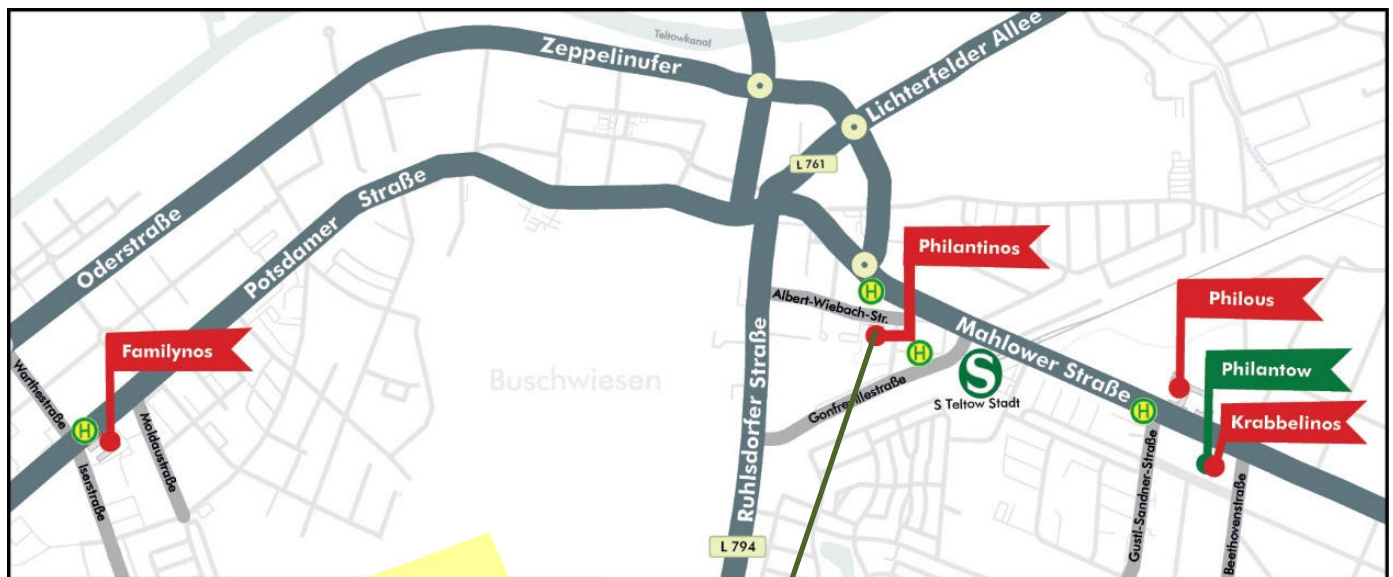 Teltowkanal
Zeppelinufer
Lichterfelder Allee
L 761
Oderstraße
Potsdamer Straße
Philantinos
Albert-Wiebach-Str.
Philous
Mahlower Straße
Familynos
Ruhlsdorfer Straße
Philantow
Warthestraße
Buschwiesen
Gonfrevillestraße
S
S Teltow Stadt
Krabbelinos
H
H
H
H
Moldaustraße
Iserstraße
Gustl-Sandner-Straße
Beethovenstraße
L 794